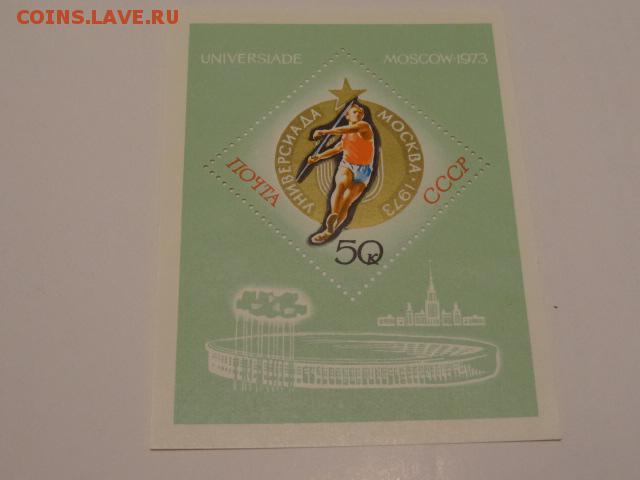 COINS.LAVE.RU
UNIVERSIADE MOSCOW·1973
УНИВЕРСИАДА МОСКВА·1973
ПОЧТА СССР
50к